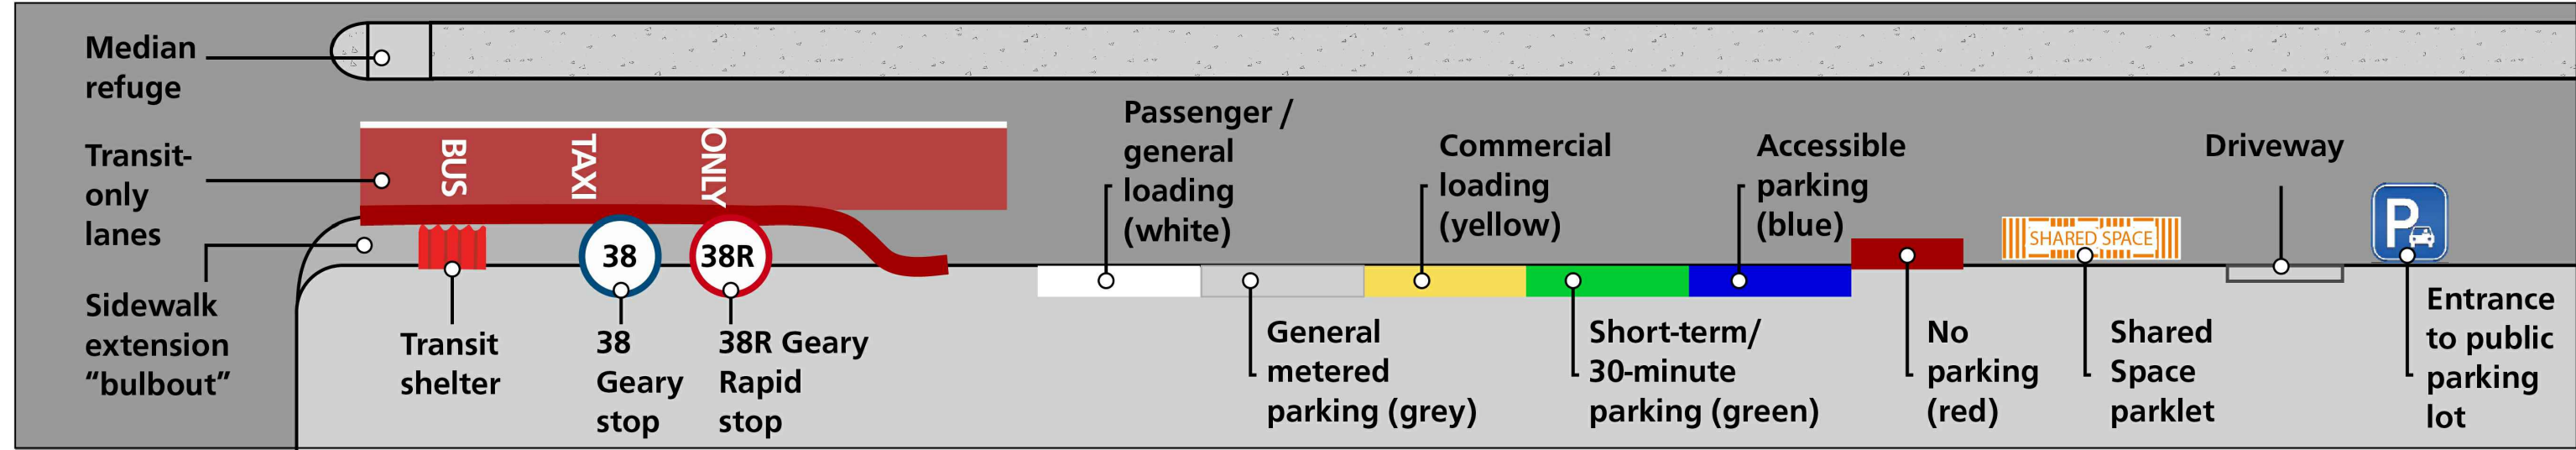 Median
refuge
Transit-
only
lanes
Sidewalk
extension
“bulbout”
BUS
TAXI
ONLY
Transit
shelter
38
38
Geary
stop
38R
38R Geary
Rapid
stop
Passenger /
general
loading
(white)
General
metered
parking (grey)
Commercial
loading
(yellow)
Short-term/
30-minute
parking (green)
Accessible
parking
(blue)
No
parking
(red)
SHARED SPACE
Shared
Space
parklet
Driveway
P
Entrance
to public
parking
lot